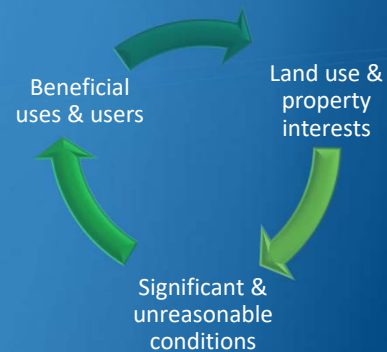 Beneficial
uses & users
Land use &
property
interests
Significant &
unreasonable
conditions